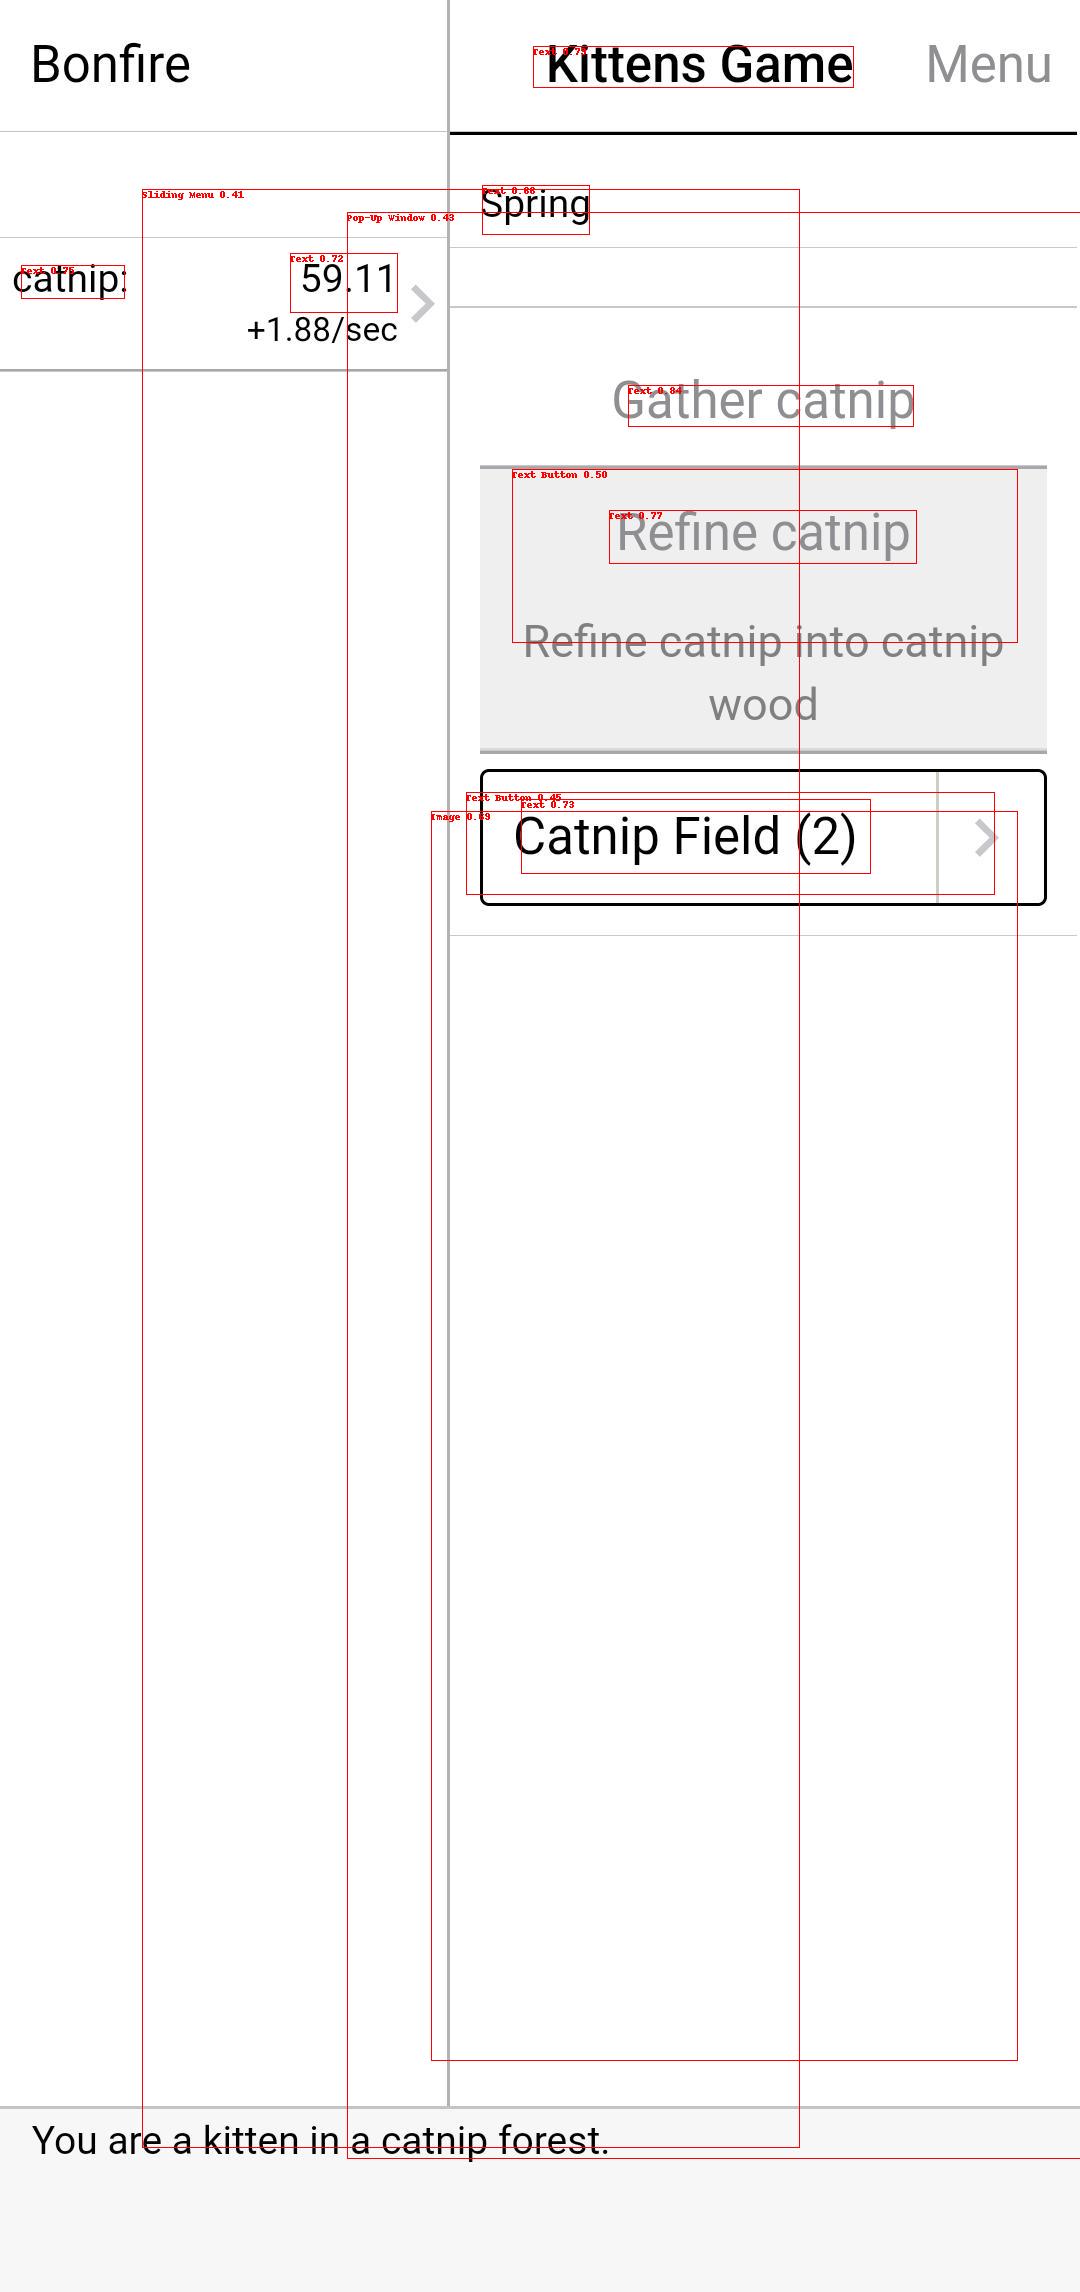 Bonfire
Kittens Game
Menu
Text 0.79
Sliding Menu 0.41
Text 0.86
Spring
Pop-Up Window 0.43
catnip:
Text 0.76
Text 0.72
59.11
+1.88/sec
Text 0.84
Gather catnip
Text Button 0.50
Text 0.77
Refine catnip
Refine catnip into catnip
wood
Text Button 0.45
Text 0.73
Image 0.69
Catnip Field (2)
You are a kitten in a catnip forest.